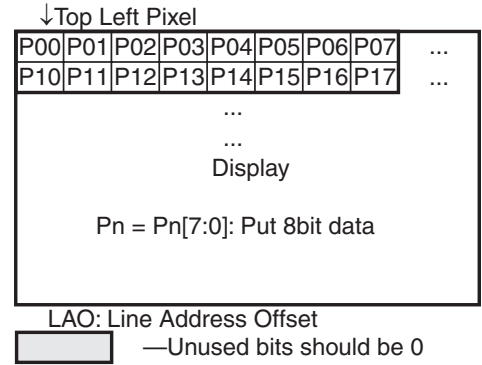 ↓Top Left Pixel
P00 P01 P02 P03 P04 P05 P06 P07 ...
P10 P11 P12 P13 P14 P15 P16 P17 ...
...
...
Display
Pn = Pn[7:0]: Put 8bit data
LAO: Line Address Offset
—Unused bits should be 0